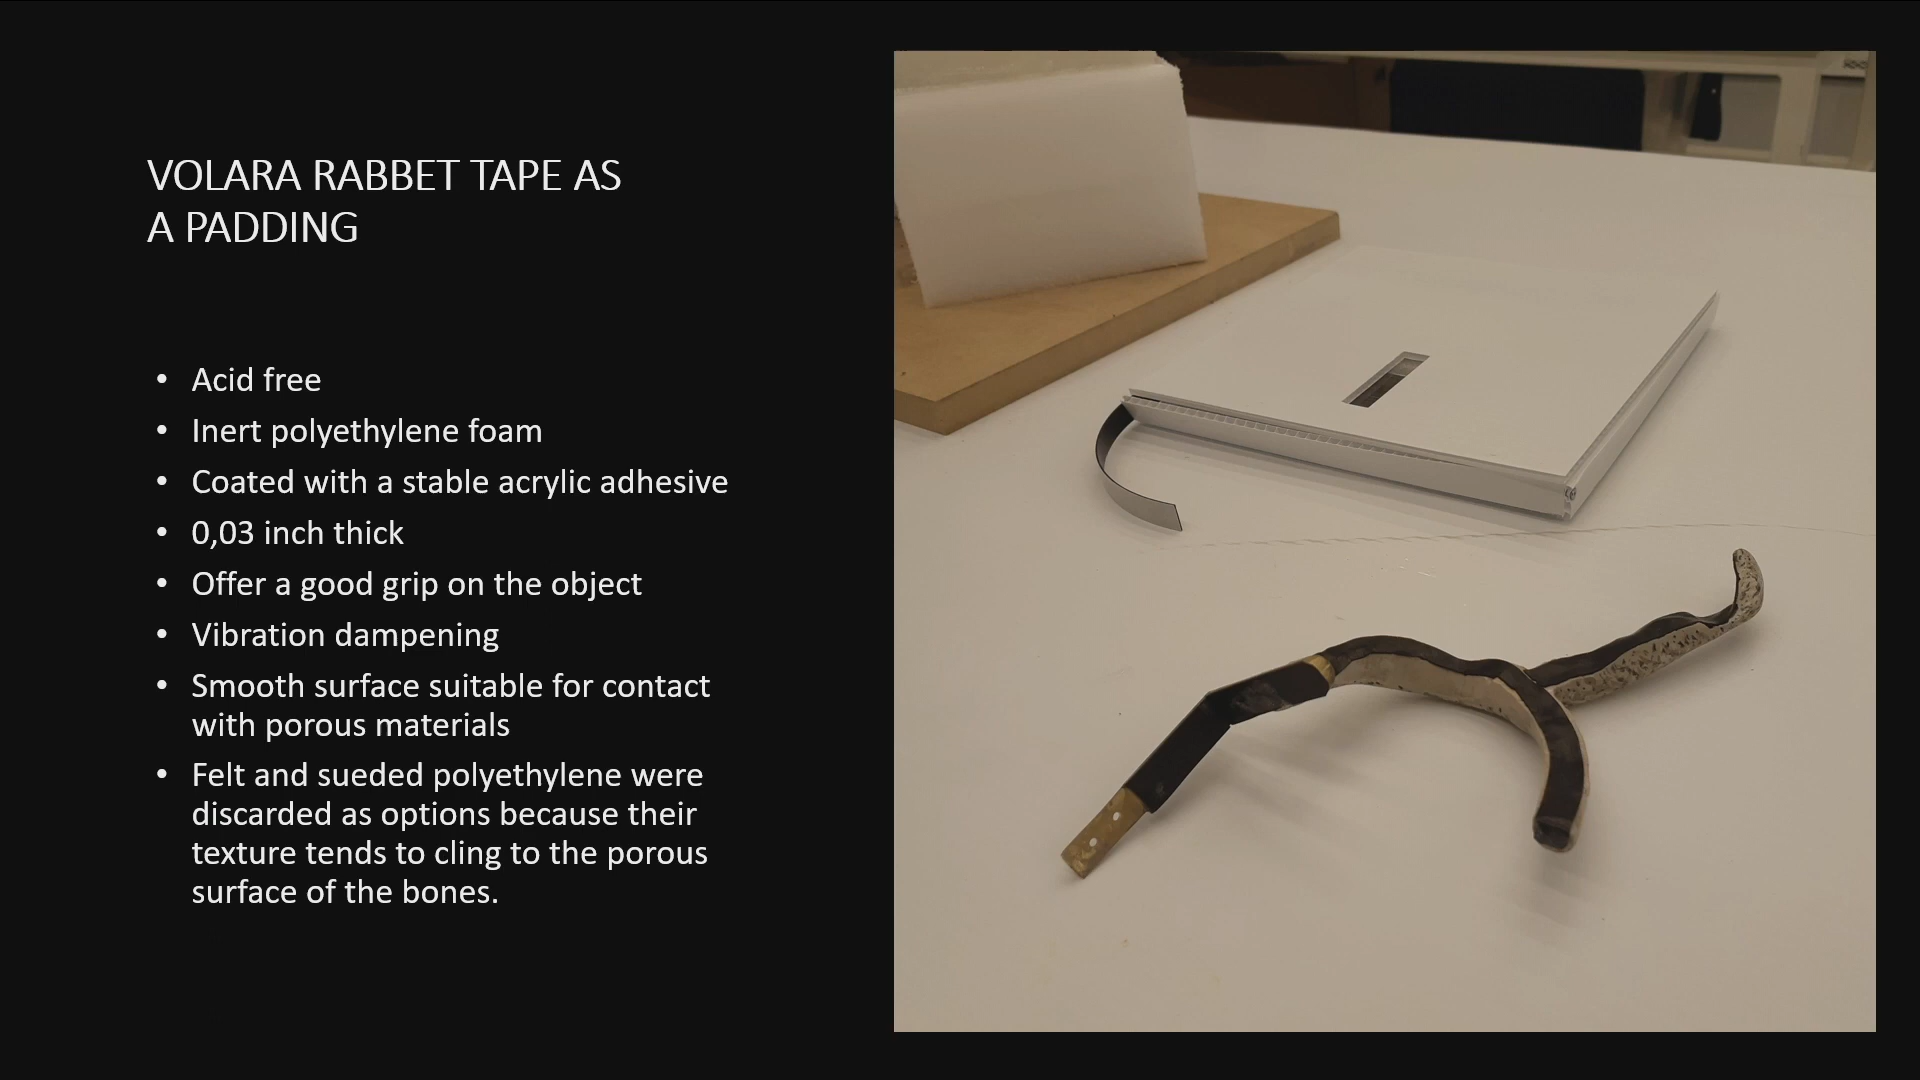 VOLARA RABBET TAPE AS
A PADDING
• Acid free
• Inert polyethylene foam
• Coated with a stable acrylic adhesive
• 0,03 inch thick
• Offer a good grip on the object
• Vibration dampening
• Smooth surface suitable for contact
with porous materials
• Felt and sueded polyethylene were
discarded as options because their
texture tends to cling to the porous
surface of the bones.